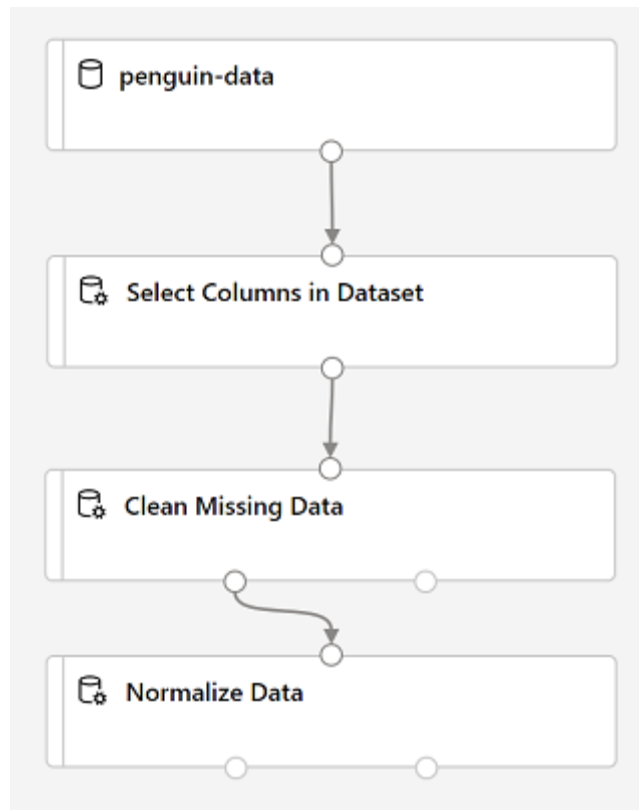 penguin-data
Select Columns in Dataset
Clean Missing Data
Normalize Data